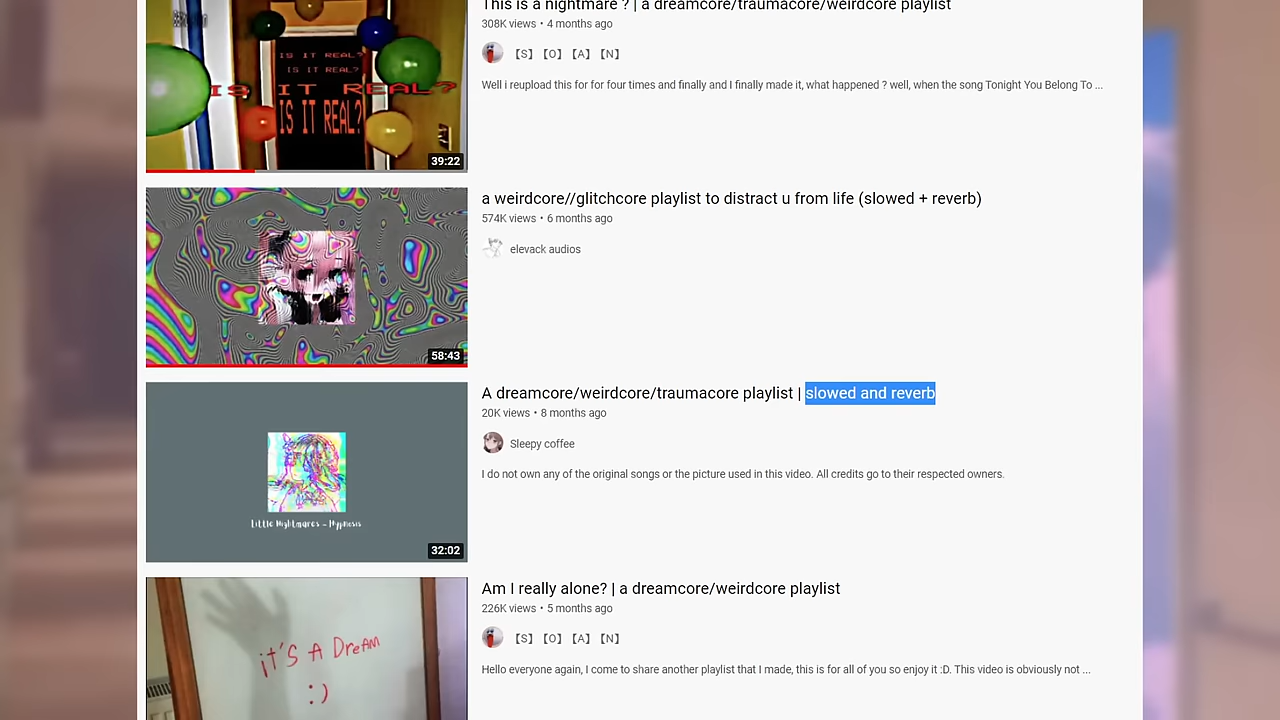 This is a nightmare ? | a dreamcore/traumacore/weirdcore playlist
308K views • 4 months ago
【S】【O】【A】【N】
Well i reupload this for for four times and finally and I finally made it, what happened ? well, when the song Tonight You Belong To ...
IS IT REAL?
IS IT REAL?
IS IT REAL?
IS IT REAL?
39:22
a weirdcore//glitchcore playlist to distract u from life (slowed + reverb)
574K views • 6 months ago
elevack audios
58:43
A dreamcore/weirdcore/traumacore playlist | slowed and reverb
20K views • 8 months ago
Sleepy coffee
I do not own any of the original songs or the picture used in this video. All credits go to their respected owners.
Little Nightmares - Hypnosis
32:02
Am I really alone? | a dreamcore/weirdcore playlist
226K views • 5 months ago
【S】【O】【A】【N】
Hello everyone again, I come to share another playlist that I made, this is for all of you so enjoy it :D. This video is obviously not ...
iT'S A DreAM
:)